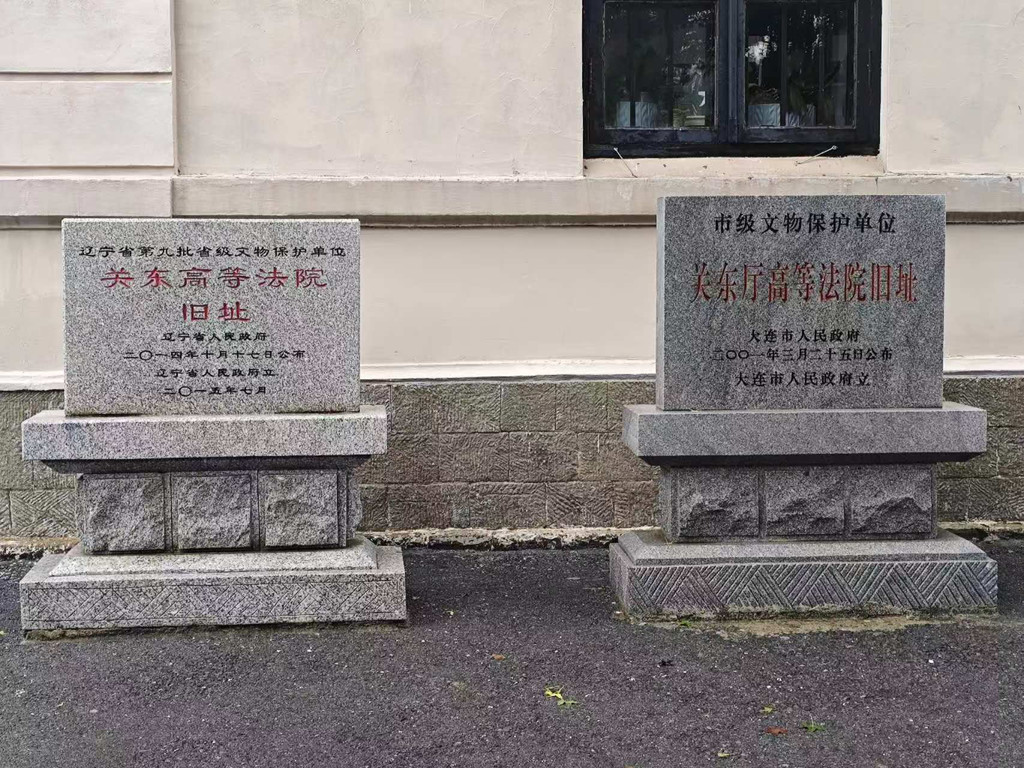 辽宁省第九批省级文物保护单位
关东高等法院
旧址
辽宁省人民政府
二〇一四年十月十七日公布
辽宁省人民政府立
二〇一五年七月
市级文物保护单位
关东厅高等法院旧址
大连市人民政府
二〇〇一年三月二十五日公布
大连市人民政府立